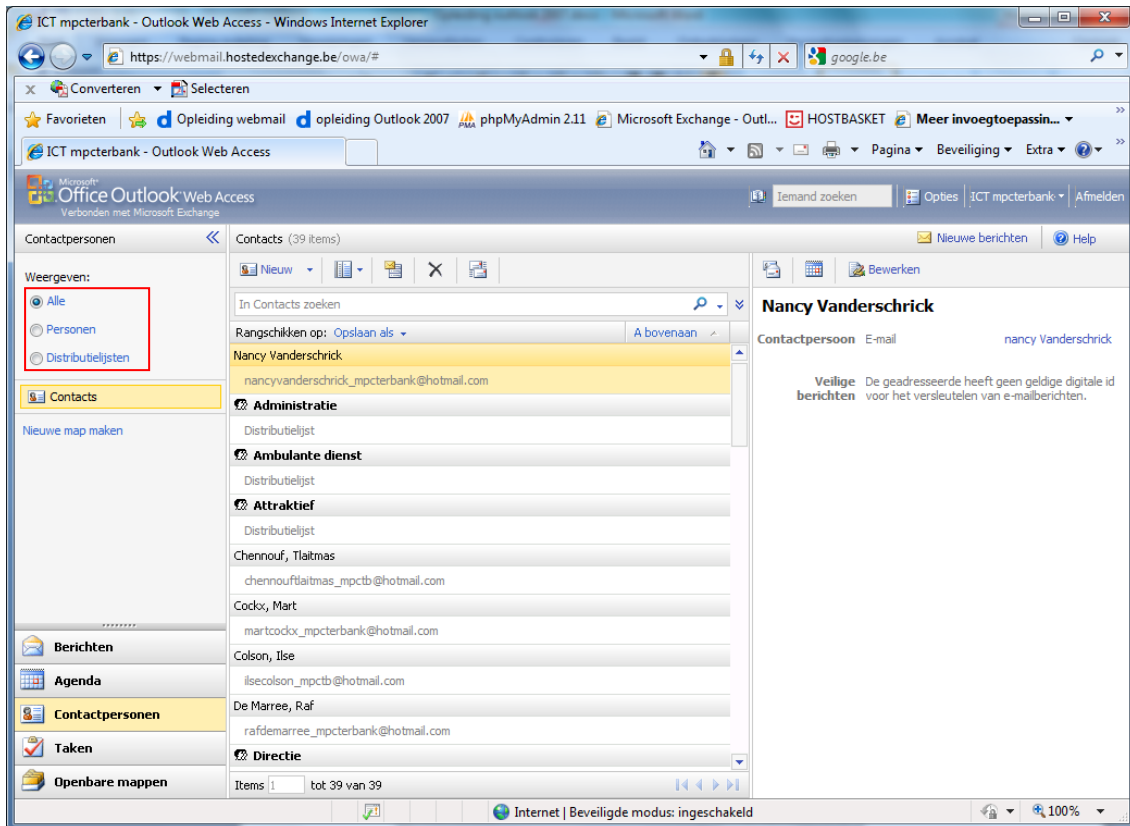 ICT mpcterbank - Outlook Web Access - Windows Internet Explorer
https://webmail.hostedexchange.be/owa/#
google.be
x Converteren Selecteren
Favorieten Opleiding webmail opleiding Outlook 2007 phpMyAdmin 2.11 Microsoft Exchange - Outl... HOSTBASKET Meer invoegtoepassin...
ICT mpcterbank - Outlook Web Access
Pagina Beveiliging Extra
Microsoft
Office Outlook Web Access
Verbonden met Microsoft Exchange
Iemand zoeken Opties ICT mpcterbank Afmelden
Contactpersonen
Contacts (39 items)
Nieuwe berichten Help
Weergeven:
Alle
Personen
Distributielijsten
Contacts
Nieuwe map maken
Berichten
Agenda
Contactpersonen
Taken
Openbare mappen
Nieuw
In Contacts zoeken
Rangschikken op: Opslaan als A bovenaan
Nancy Vanderschrick
nancyvanderschrick_mpcterbank@hotmail.com
Administratie
Distributielijst
Ambulante dienst
Distributielijst
Attraktief
Distributielijst
Chennouf, Tlaitmas
chennouftlaitmas_mpctb@hotmail.com
Cockx, Mart
martcockx_mpcterbank@hotmail.com
Colson, Ilse
ilsecolson_mpctb@hotmail.com
De Marree, Raf
rafdemarree_mpcterbank@hotmail.com
Directie
Items 1 tot 39 van 39
Bewerken
Nancy Vanderschrick
Contactpersoon E-mail nancy Vanderschrick
Veilige De geadresseerde heeft geen geldige digitale id
berichten voor het versleutelen van e-mailberichten.
Internet | Beveiligde modus: ingeschakeld
100%